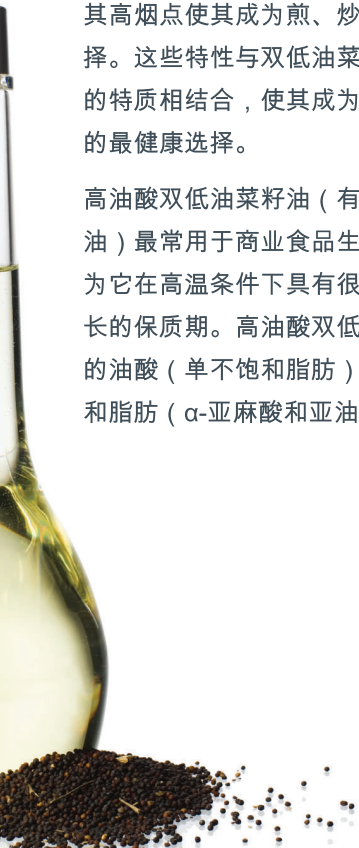 其高烟点使其成为煎、炒
择。这些特性与双低油菜
的特质相结合，使其成为
的最健康选择。
高油酸双低油菜籽油（有
油）最常用于商业食品生
为它在高温条件下具有很
长的保质期。高油酸双低
的油酸（单不饱和脂肪）
和脂肪（α-亚麻酸和亚油